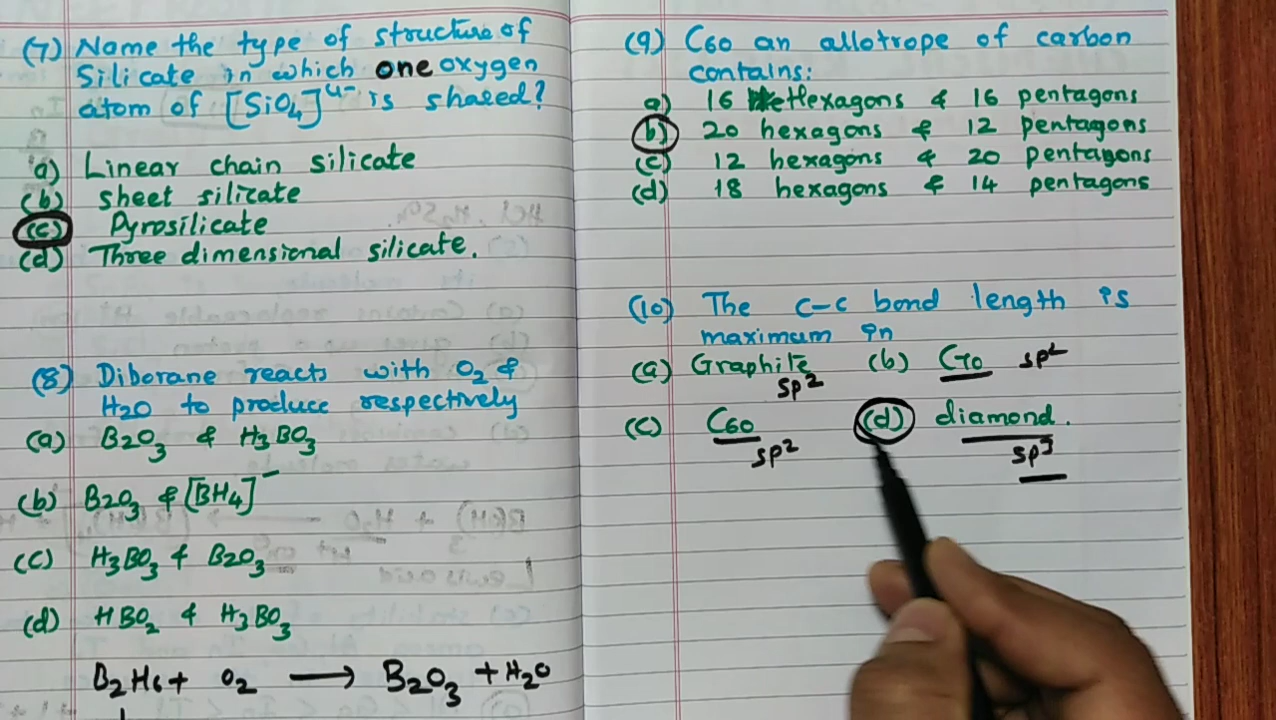 (7) Name the type of structure of
Silicate in which one oxygen
atom of [SiO4]4- is shared?
a) Linear chain silicate
(b) sheet silicate
(c) Pyrosilicate
(d) Three dimensional silicate.
(8) Diborane reacts with O2 &
H2O to produce respectively
(a) B2O3 & H3BO3
(b) B2O3 & [BH4]-
(C) H3BO3 & B2O3
(d) HBO2 & H3BO3
B2H6 + O2 → B2O3 + H2O
(9) C60 an allotrope of carbon
contains:
a) 16 Hexagons & 16 pentagons
(b) 20 hexagons & 12 pentagons
(c) 12 hexagons & 20 pentagons
(d) 18 hexagons & 14 pentagons
(10) The C-C bond length is
maximum in
(a) Graphite (b) C70 sp2
sp2
(C) C60 (d) diamond.
sp2 sp3